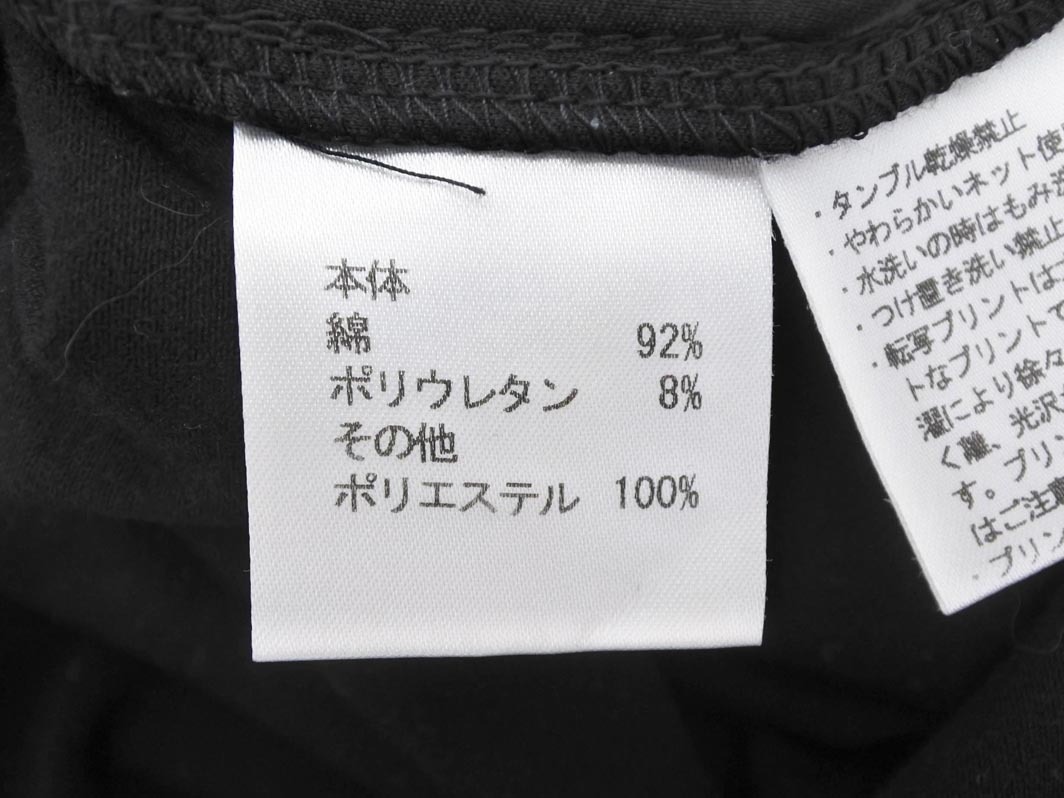 本体
綿 92%
ポリウレタン 8%
その他
ポリエステル 100%
・タンブル乾燥禁止
・やわらかいネット使
・水洗いの時はもみ洗
・つけ置き洗い禁止
・転写プリントは
トなプリントで
濯により徐々
く離、光沢
す。プリ
はご注意
・プリン